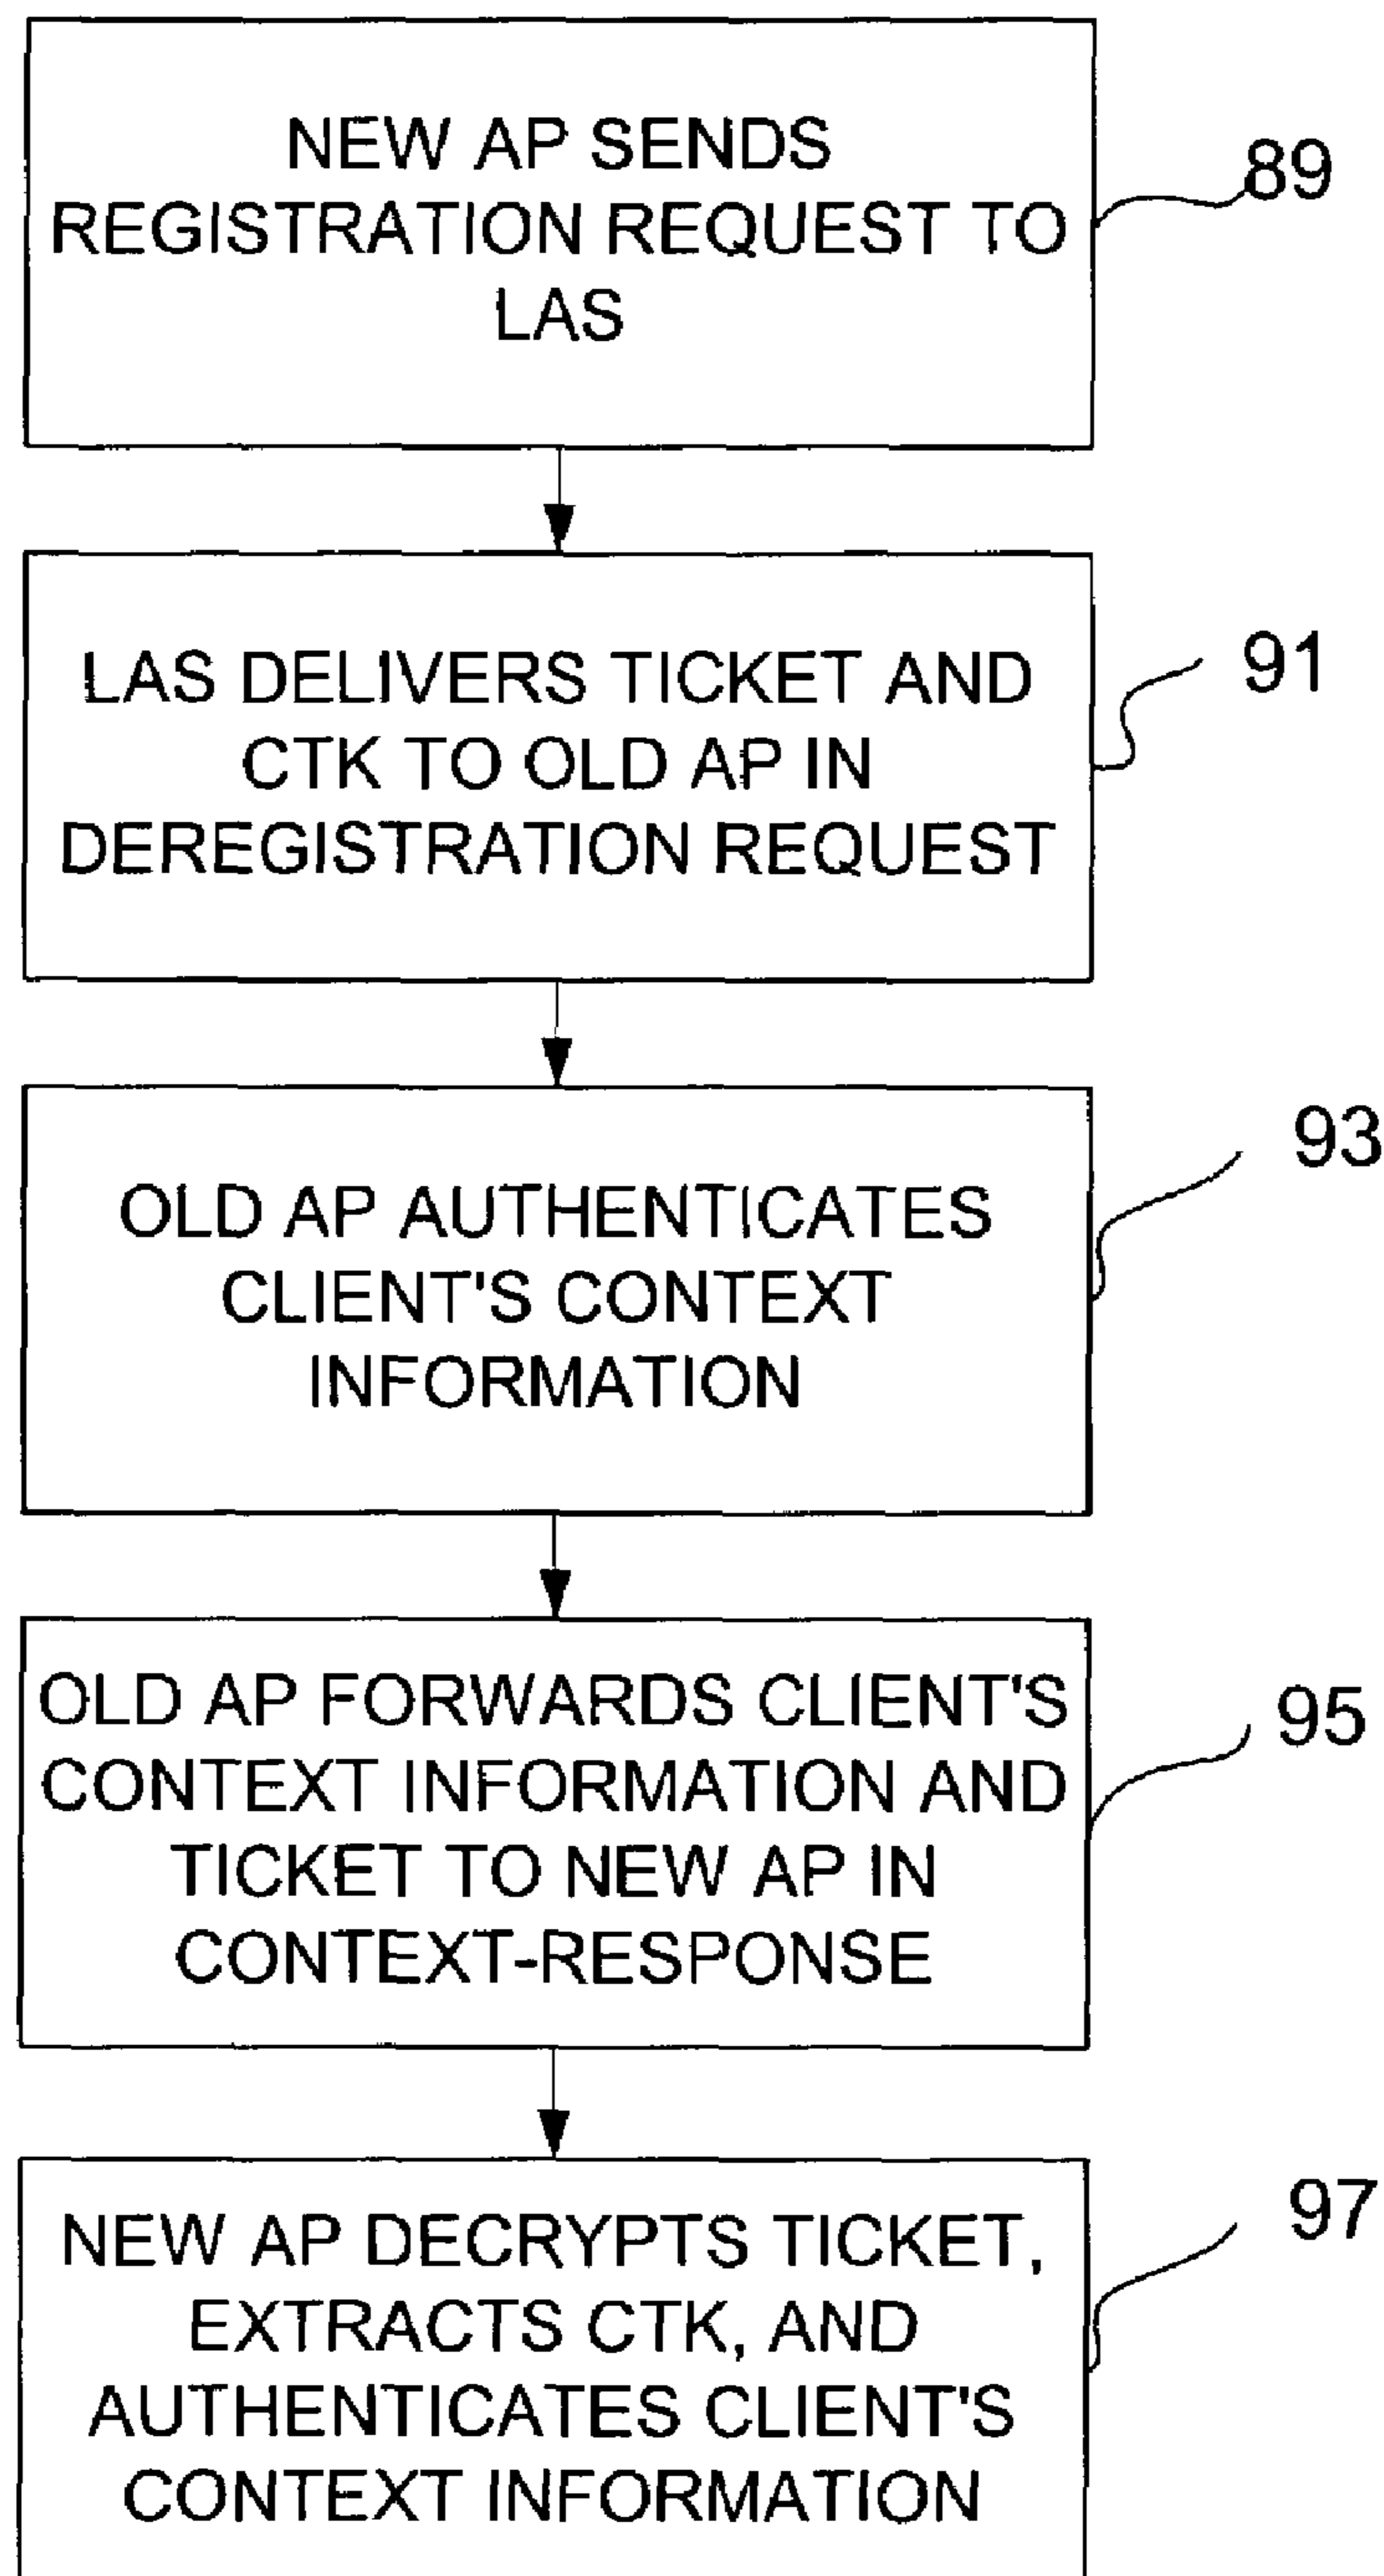 NEW AP SENDS
REGISTRATION REQUEST TO
LAS
89
LAS DELIVERS TICKET AND
CTK TO OLD AP IN
DEREGISTRATION REQUEST
91
OLD AP AUTHENTICATES
CLIENT'S CONTEXT
INFORMATION
93
OLD AP FORWARDS CLIENT'S
CONTEXT INFORMATION AND
TICKET TO NEW AP IN
CONTEXT-RESPONSE
95
NEW AP DECRYPTS TICKET,
EXTRACTS CTK, AND
AUTHENTICATES CLIENT'S
CONTEXT INFORMATION
97